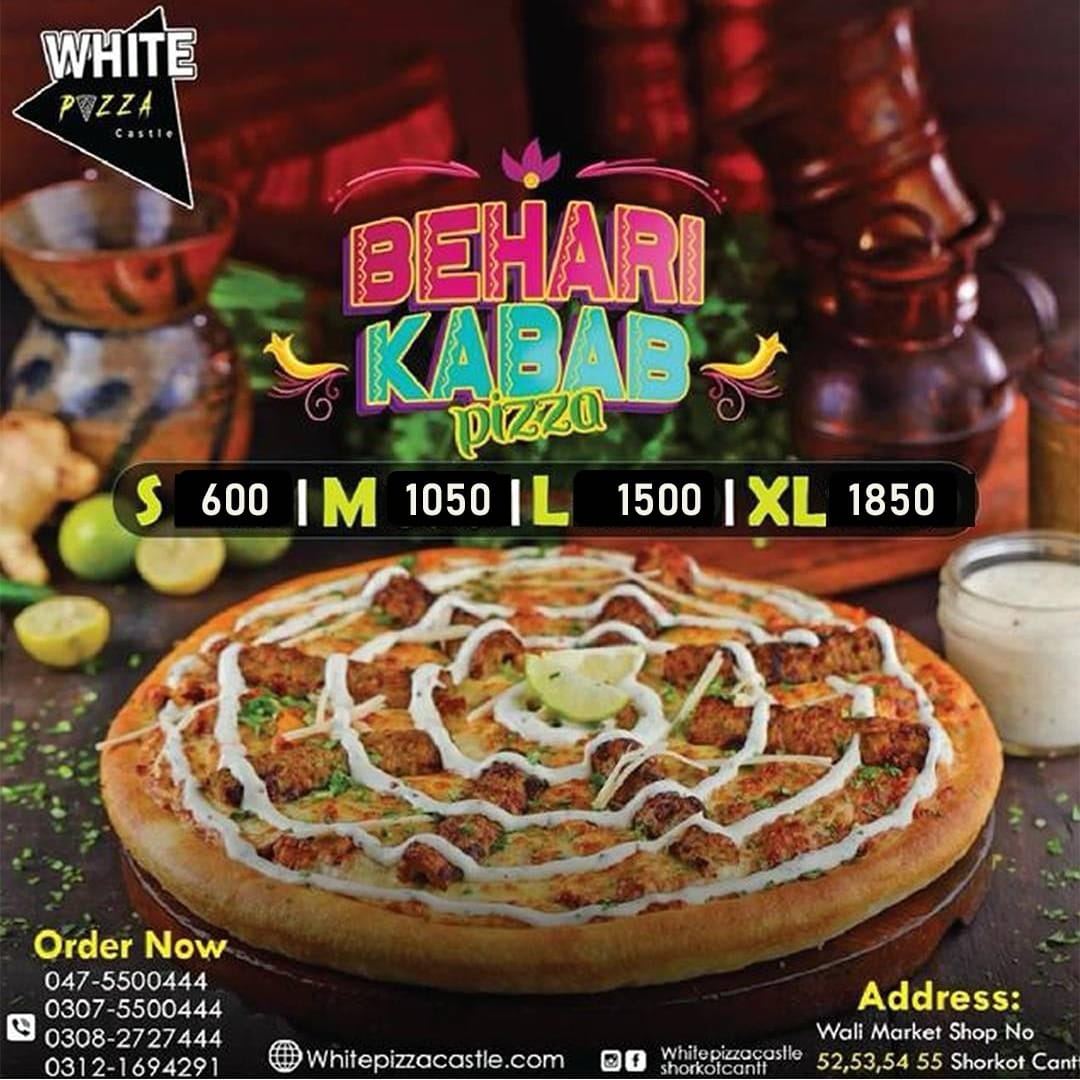 WHITE
PIZZA
Castle
BEHARI
KABAB
pizza
S 600 | M 1050 | L 1500 | XL 1850
Order Now
047-5500444
0307-5500444
0308-2727444
0312-1694291
Whitepizzacastle.com
Whitepizzacastle
shorkotcantt
Address:
Wali Market Shop No
52,53,54 55 Shorkot Cantt